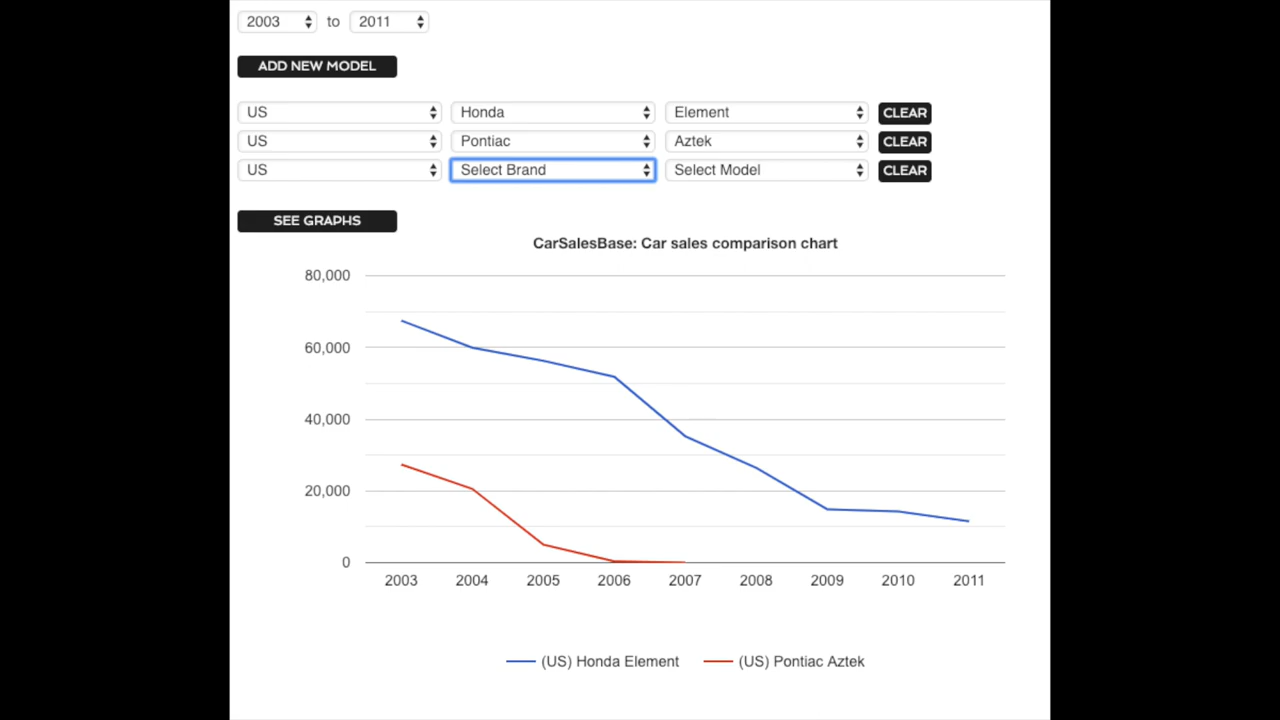 2003 to 2011
ADD NEW MODEL
US Honda Element CLEAR
US Pontiac Aztek CLEAR
US Select Brand Select Model CLEAR
SEE GRAPHS
CarSalesBase: Car sales comparison chart
80,000
60,000
40,000
20,000
0
2003 2004 2005 2006 2007 2008 2009 2010 2011
(US) Honda Element (US) Pontiac Aztek